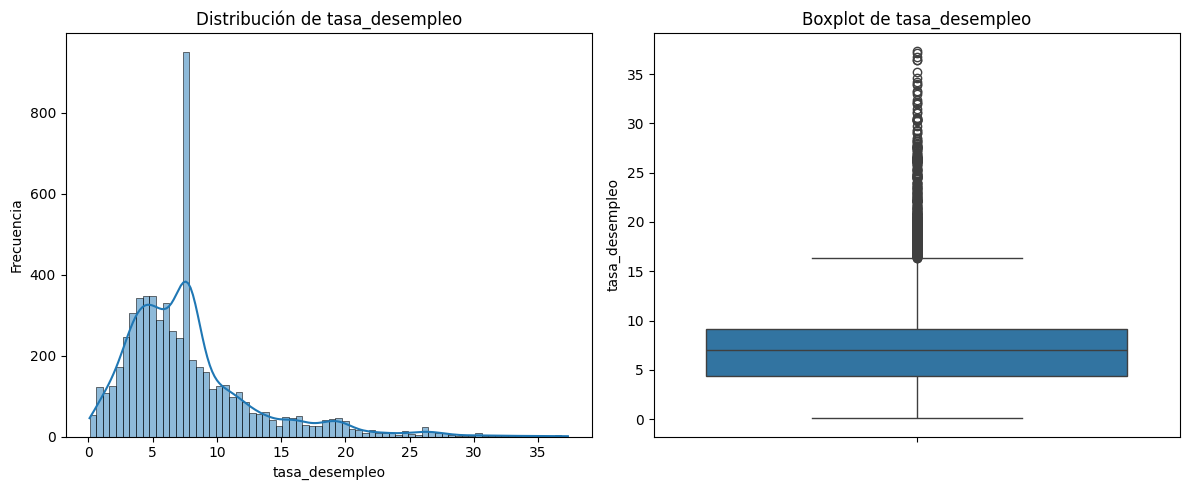 Distribución de tasa_desempleo
Frecuencia
800
600
400
200
0
0 5 10 15 20 25 30 35
tasa_desempleo
Boxplot de tasa_desempleo
tasa_desempleo
35
30
25
20
15
10
5
0